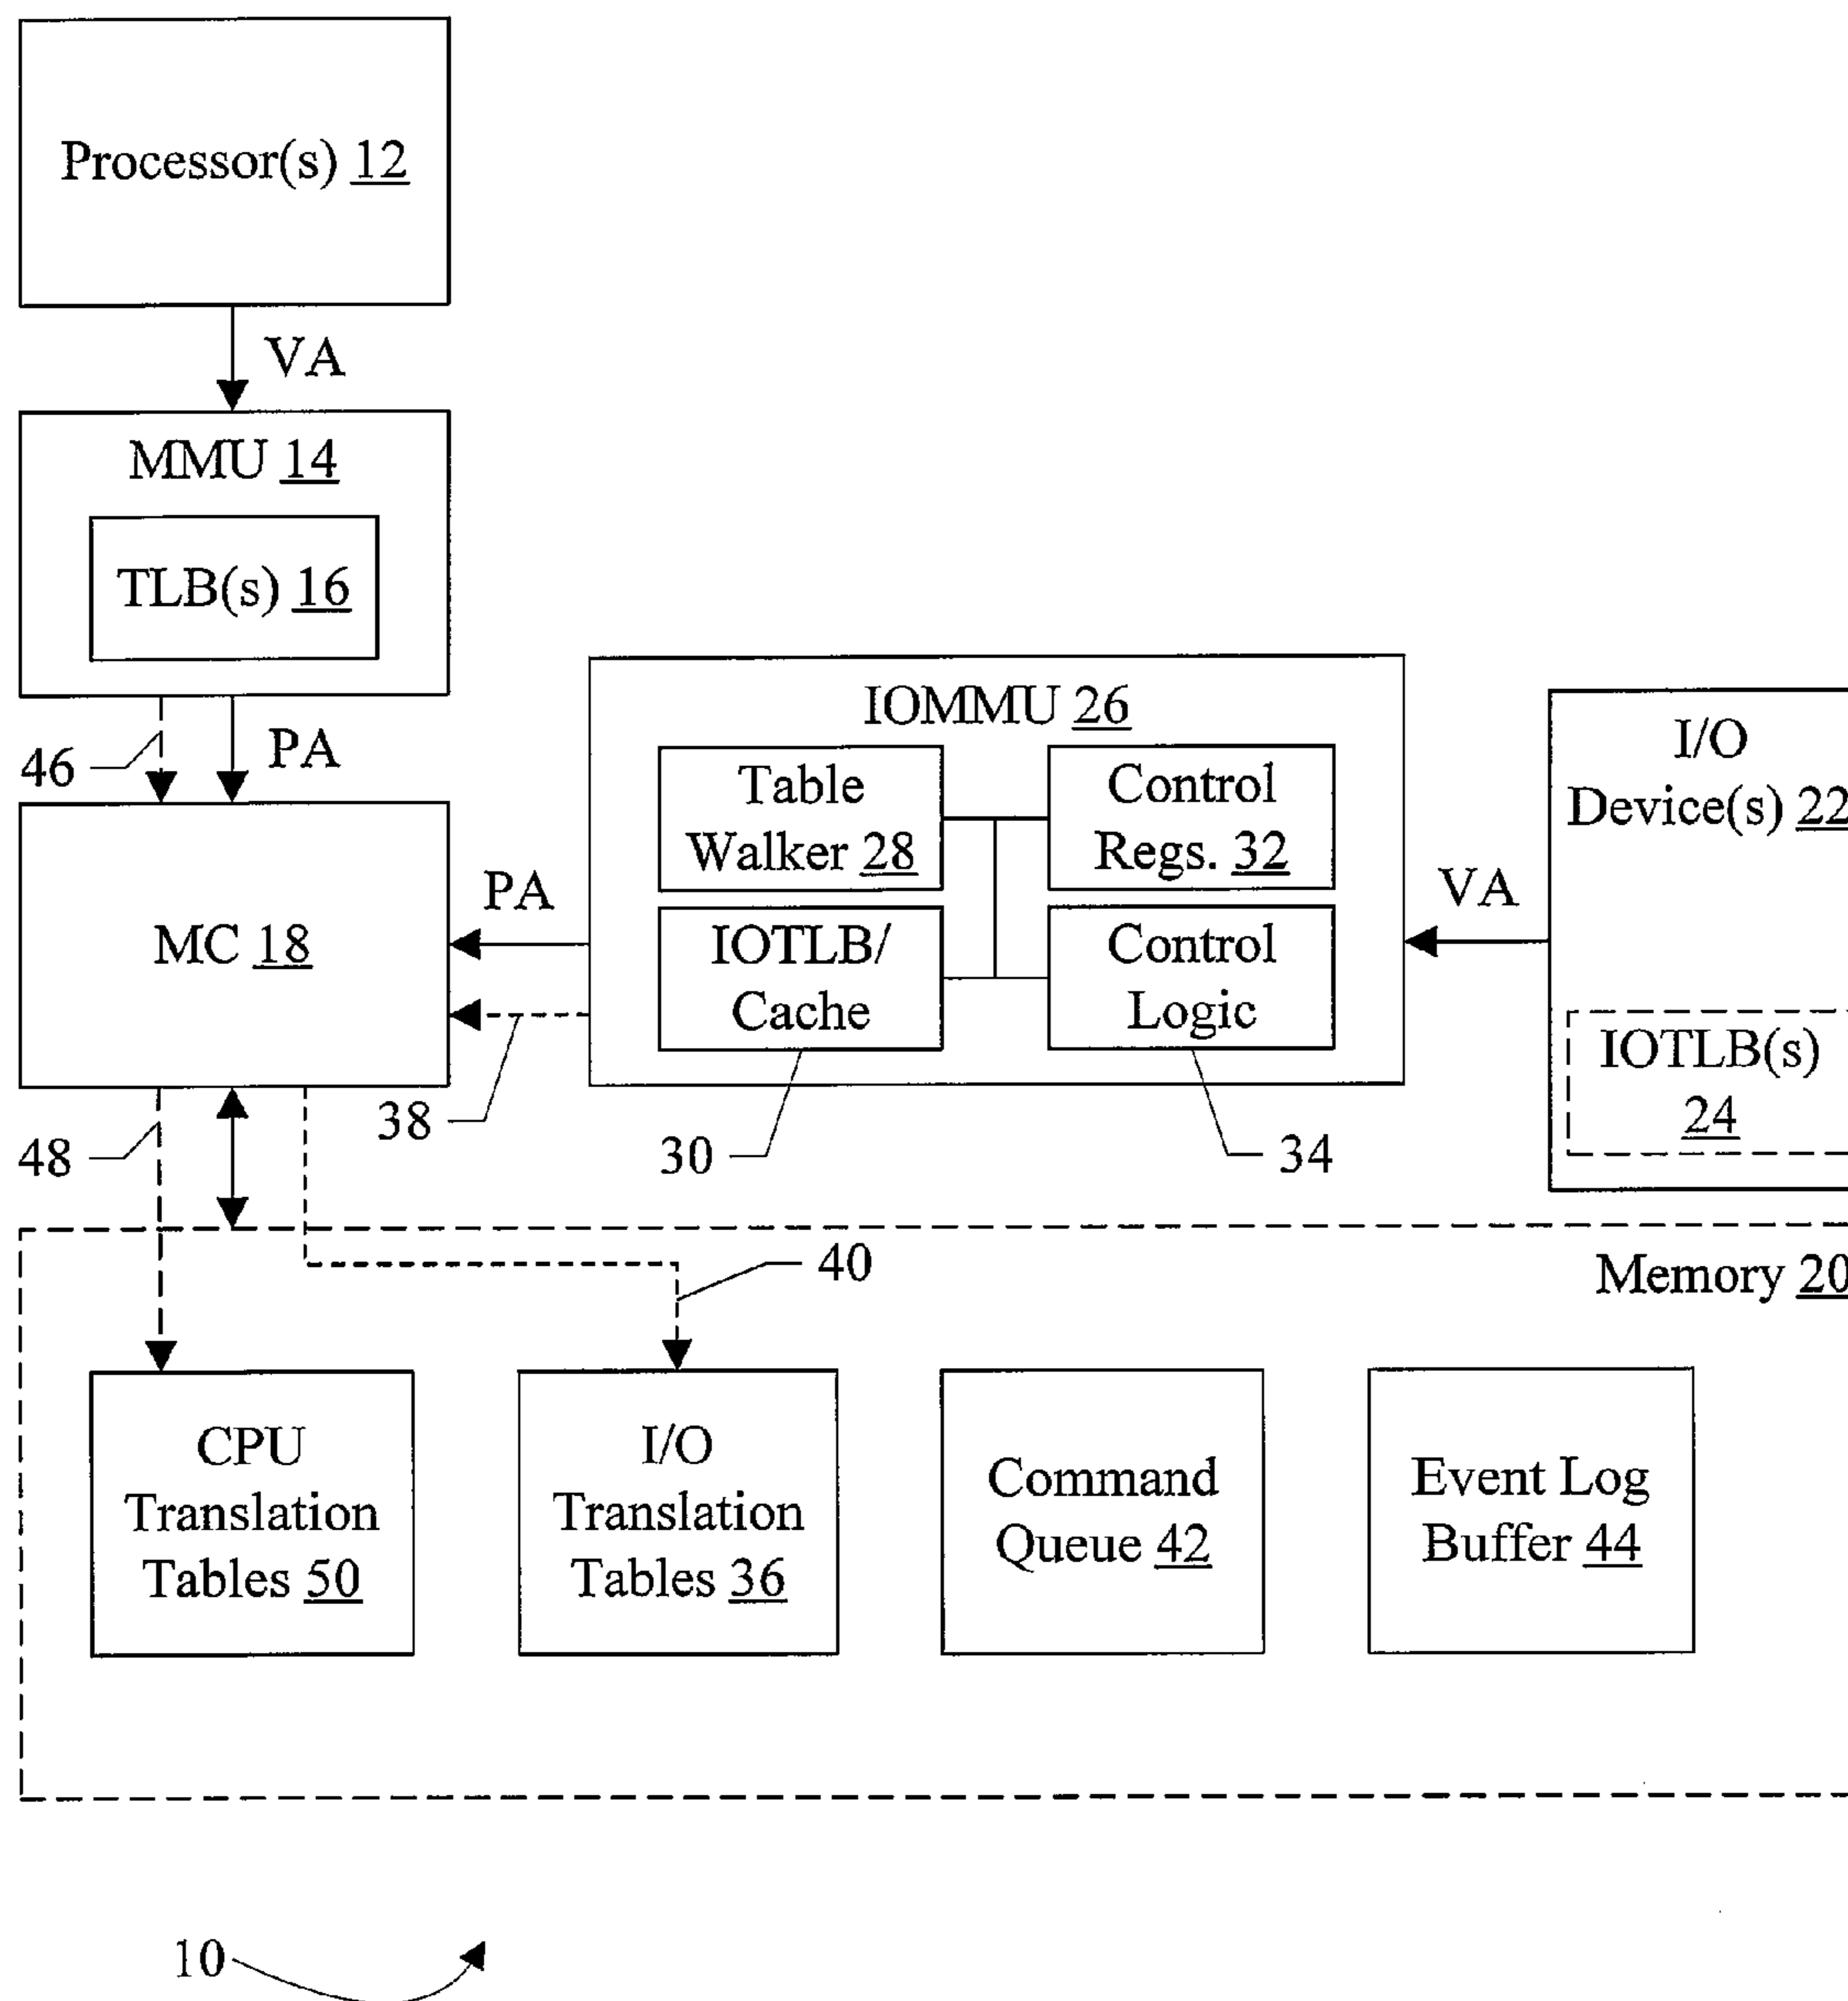 Processor(s) 12
VA
MMU 14
TLB(s) 16
46
PA
MC 18
PA
38
IOMMU 26
Table
Walker 28
Control
Regs. 32
IOTLB/
Cache
Control
Logic
30
34
VA
I/O
Device(s) 22
IOTLB(s)
24
48
40
Memory 20
CPU
Translation
Tables 50
I/O
Translation
Tables 36
Command
Queue 42
Event Log
Buffer 44
10